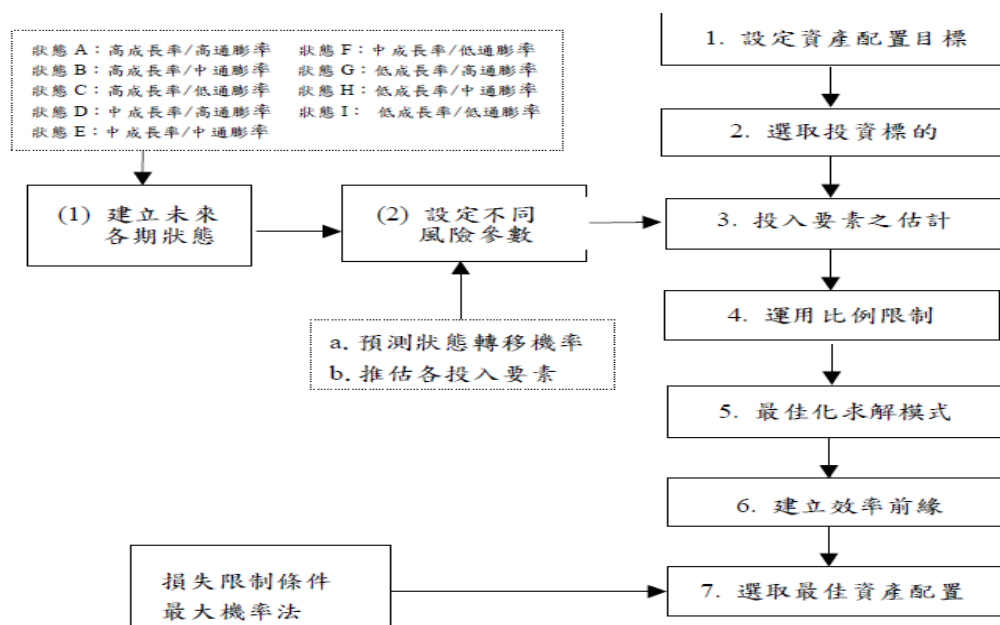 狀態 A：高成長率/高通膨率
狀態 B：高成長率/中通膨率
狀態 C：高成長率/低通膨率
狀態 D：中成長率/高通膨率
狀態 E：中成長率/中通膨率
狀態 F：中成長率/低通膨率
狀態 G：低成長率/高通膨率
狀態 H：低成長率/中通膨率
狀態 I： 低成長率/低通膨率
(1) 建立未來
各期狀態
(2) 設定不同
風險參數
a. 預測狀態轉移機率
b. 推估各投入要素
1. 設定資產配置目標
2. 選取投資標的
3. 投入要素之估計
4. 運用比例限制
5. 最佳化求解模式
6. 建立效率前緣
損失限制條件
最大機率法
7. 選取最佳資產配置